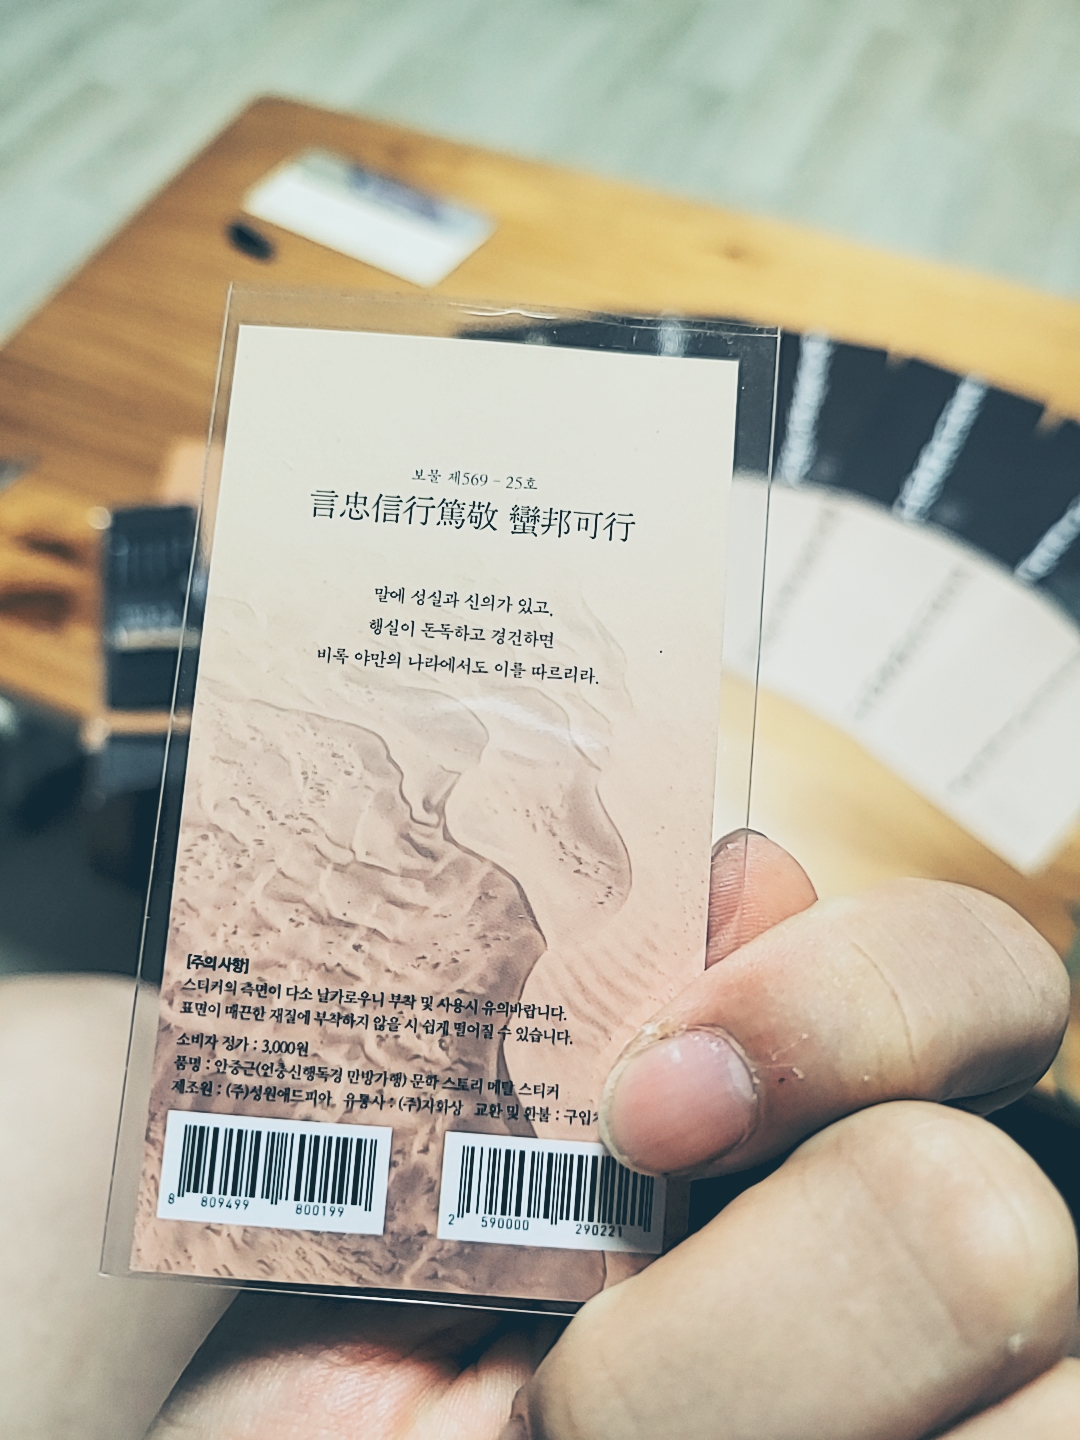 보물 제569 - 25호
言忠信行篤敬 蠻邦可行
말에 성실과 신의가 있고,
행실이 돈독하고 경건하면
비록 야만의 나라에서도 이를 따르리라.
[주의사항]
스티커의 측면이 다소 날카로우니 부착 및 사용시 유의바랍니다.
표면이 매끈한 재질에 부착하지 않을 시 쉽게 떨어질 수 있습니다.
소비자 정가 : 3,000원
품명 : 안중근(언충신행독경 만방가행) 문학 스토리 메탈 스티커
제조원 : (주)성원애드피아 유통사 : (주)지화상 교환 및 환불 : 구입
8 809499 800199
2 590000 290221